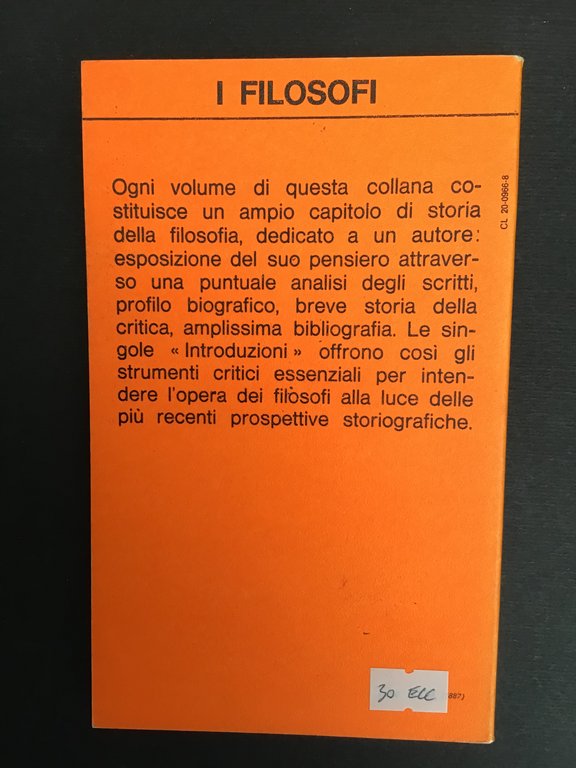 I FILOSOFI
Ogni volume di questa collana co-
stituisce un ampio capitolo di storia
della filosofia, dedicato a un autore:
esposizione del suo pensiero attraver-
so una puntuale analisi degli scritti,
profilo biografico, breve storia della
critica, amplissima bibliografia. Le sin-
gole « Introduzioni » offrono così gli
strumenti critici essenziali per inten-
dere l'opera dei filosofi alla luce delle
più recenti prospettive storiografiche.
CL 20-0966-8
30 ECC
887)